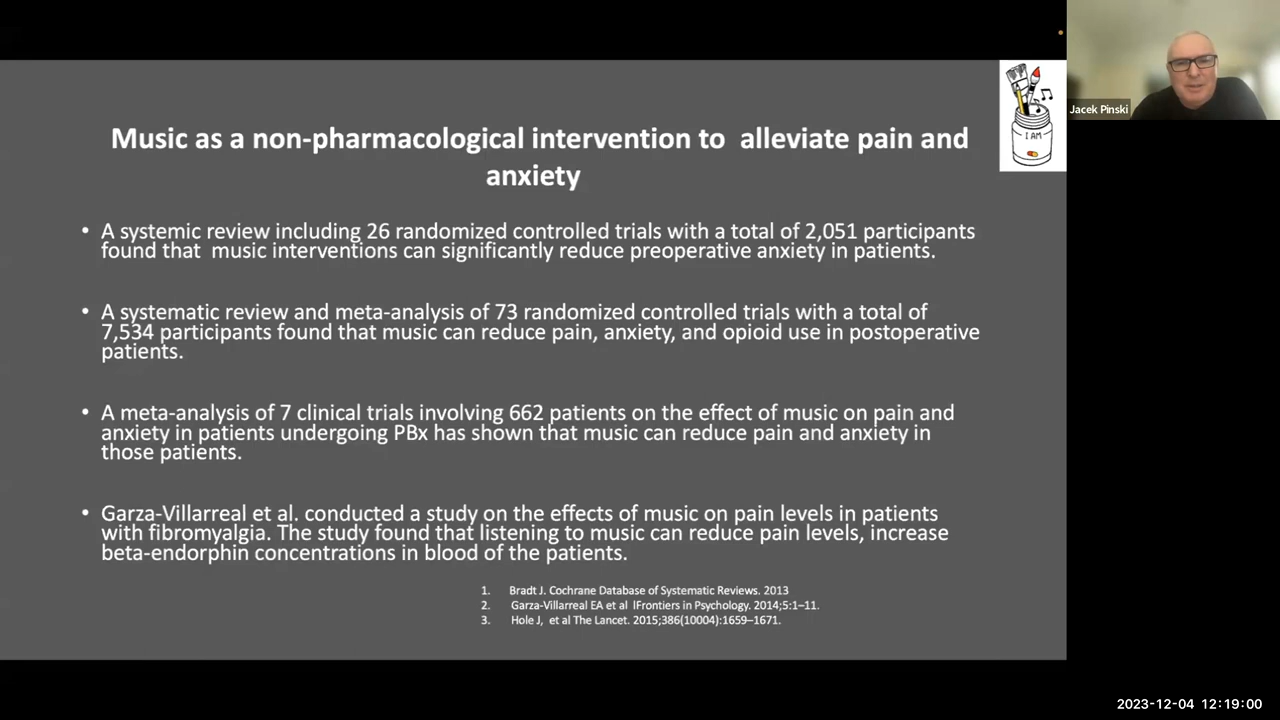 Music as a non-pharmacological intervention to  alleviate pain and
anxiety
• A systemic review including 26 randomized controlled trials with a total of 2,051 participants
found that  music interventions can significantly reduce preoperative anxiety in patients.
• A systematic review and meta-analysis of 73 randomized controlled trials with a total of
7,534 participants found that music can reduce pain, anxiety, and opioid use in postoperative
patients.
• A meta-analysis of 7 clinical trials involving 662 patients on the effect of music on pain and
anxiety in patients undergoing PBx has shown that music can reduce pain and anxiety in
those patients.
• Garza-Villarreal et al. conducted a study on the effects of music on pain levels in patients
with fibromyalgia. The study found that listening to music can reduce pain levels, increase
beta-endorphin concentrations in blood of the patients.
1. Bradt J. Cochrane Database of Systematic Reviews. 2013
2. Garza-Villarreal EA et al lFrontiers in Psychology. 2014;5:1–11.
3. Hole J,  et al The Lancet. 2015;386(10004):1659–1671.
I AM
Jacek Pinski
2023-12-04 12:19:00